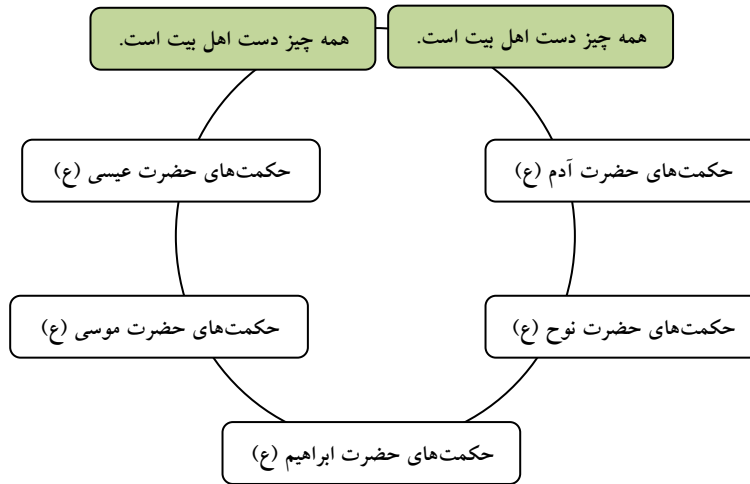 همه چیز دست اهل بیت است.
همه چیز دست اهل بیت است.
حکمت‌های حضرت آدم (ع)
حکمت‌های حضرت عیسی (ع)
حکمت‌های حضرت نوح (ع)
حکمت‌های حضرت موسی (ع)
حکمت‌های حضرت ابراهیم (ع)